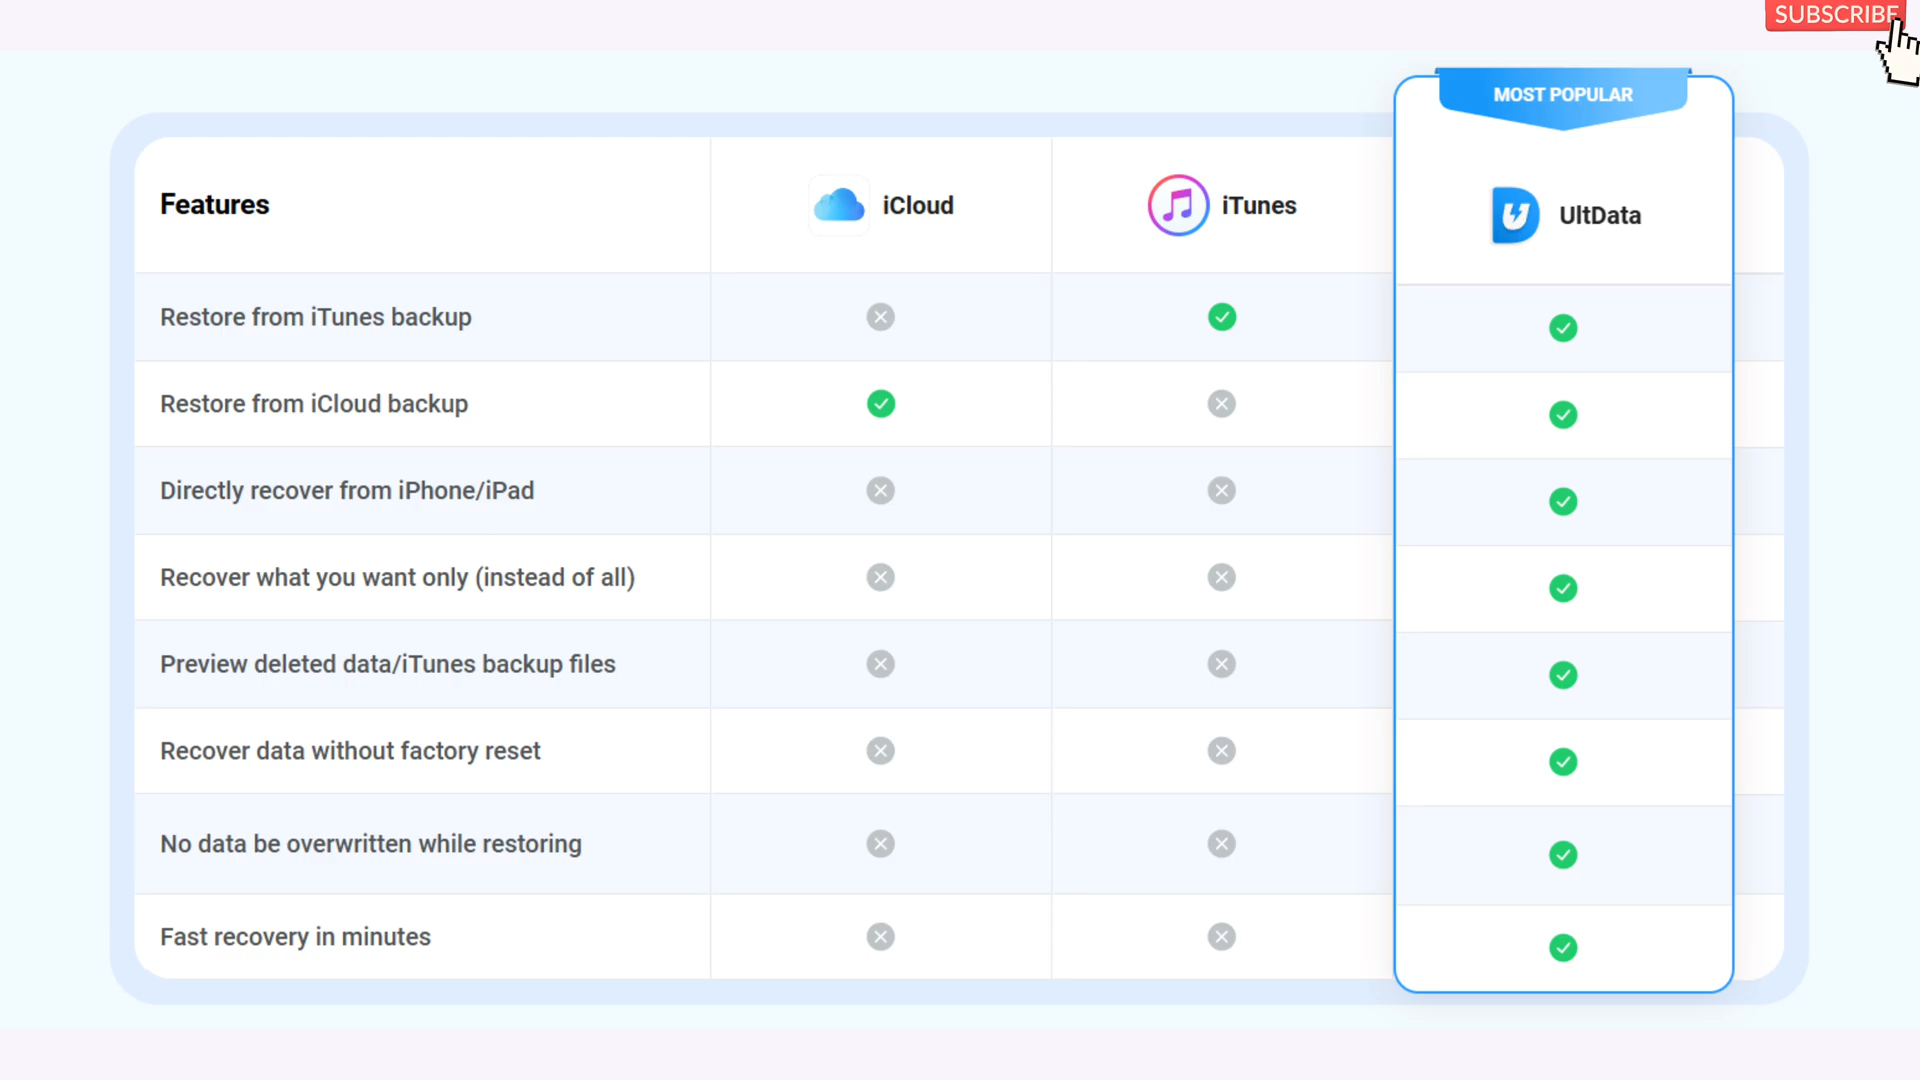 SUBSCRIBE
MOST POPULAR
Features
iCloud
iTunes
UltData
Restore from iTunes backup
Restore from iCloud backup
Directly recover from iPhone/iPad
Recover what you want only (instead of all)
Preview deleted data/iTunes backup files
Recover data without factory reset
No data be overwritten while restoring
Fast recovery in minutes